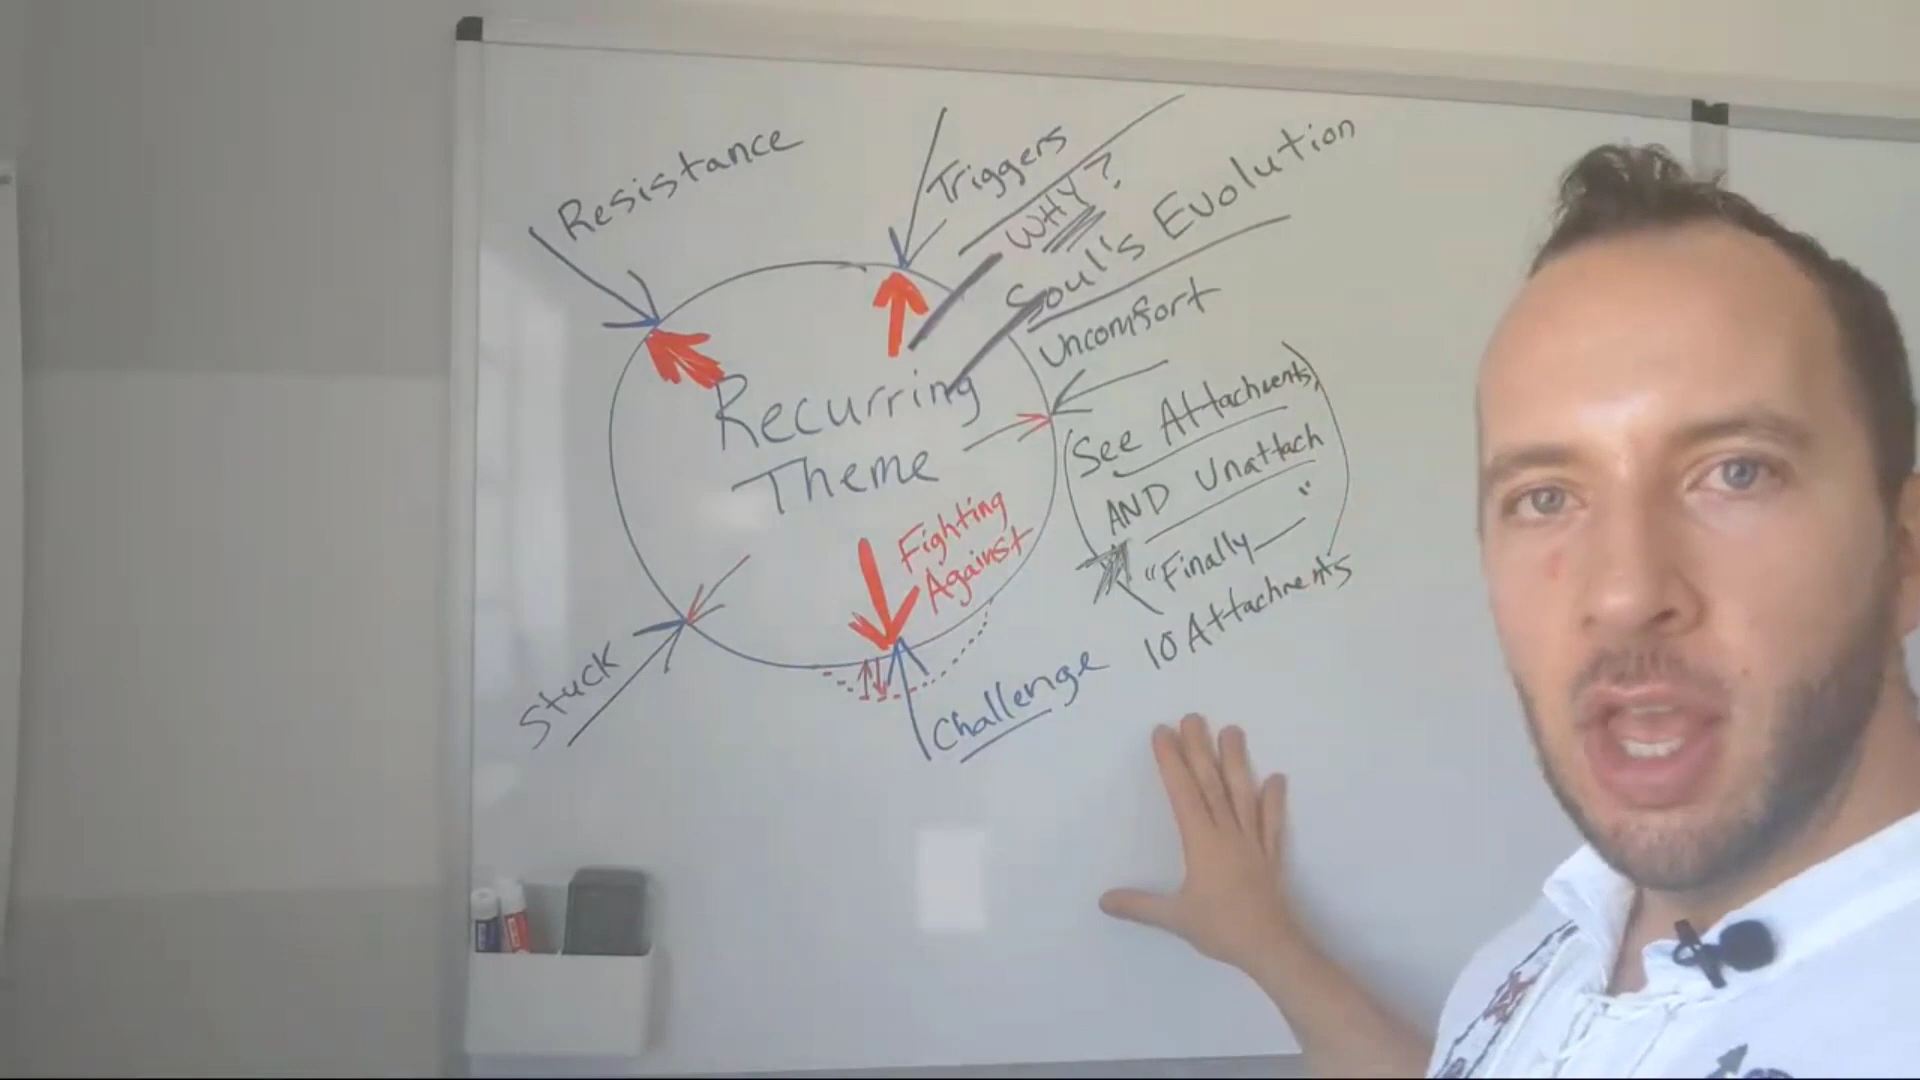 Resistance
Triggers
WHY?
Soul's Evolution
Uncomfort
Recurring
Theme
(See Attachments,
AND Unattach
"Finally—"
10 Attachments
Fighting
Against
Stuck
Challenge